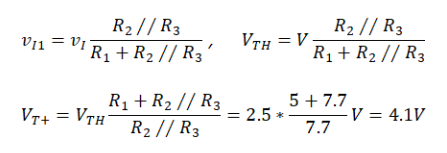 v_{I1} = v_I \frac{R_2 // R_3}{R_1 + R_2 // R_3}, V_{TH} = V \frac{R_2 // R_3}{R_1 + R_2 // R_3}
V_{T+} = V_{TH} \frac{R_1 + R_2 // R_3}{R_2 // R_3} = 2.5 * \frac{5 + 7.7}{7.7} V = 4.1V